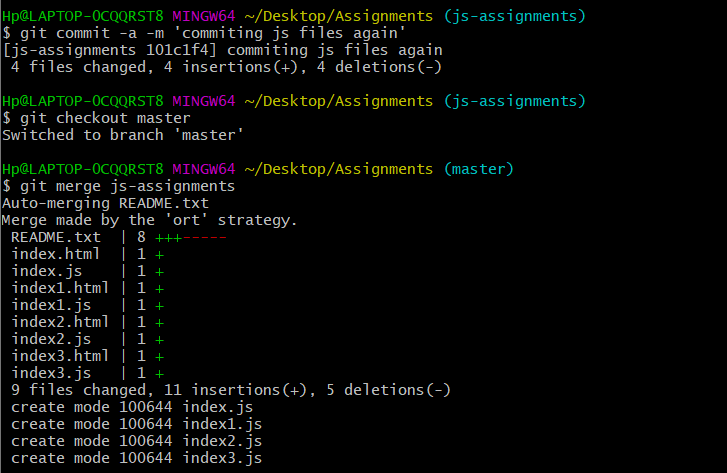 Hp@LAPTOP-OCQQRST8 MINGW64 ~/Desktop/Assignments (js-assignments)
$ git commit -a -m 'commiting js files again'
[js-assignments 101c1f4] commiting js files again
 4 files changed, 4 insertions(+), 4 deletions(-)

Hp@LAPTOP-OCQQRST8 MINGW64 ~/Desktop/Assignments (js-assignments)
$ git checkout master
Switched to branch 'master'

Hp@LAPTOP-OCQQRST8 MINGW64 ~/Desktop/Assignments (master)
$ git merge js-assignments
Auto-merging README.txt
Merge made by the 'ort' strategy.
 README.txt  | 8 +++-----
 index.html  | 1 +
 index.js    | 1 +
 index1.html | 1 +
 index1.js   | 1 +
 index2.html | 1 +
 index2.js   | 1 +
 index3.html | 1 +
 index3.js   | 1 +
 9 files changed, 11 insertions(+), 5 deletions(-)
 create mode 100644 index.js
 create mode 100644 index1.js
 create mode 100644 index2.js
 create mode 100644 index3.js